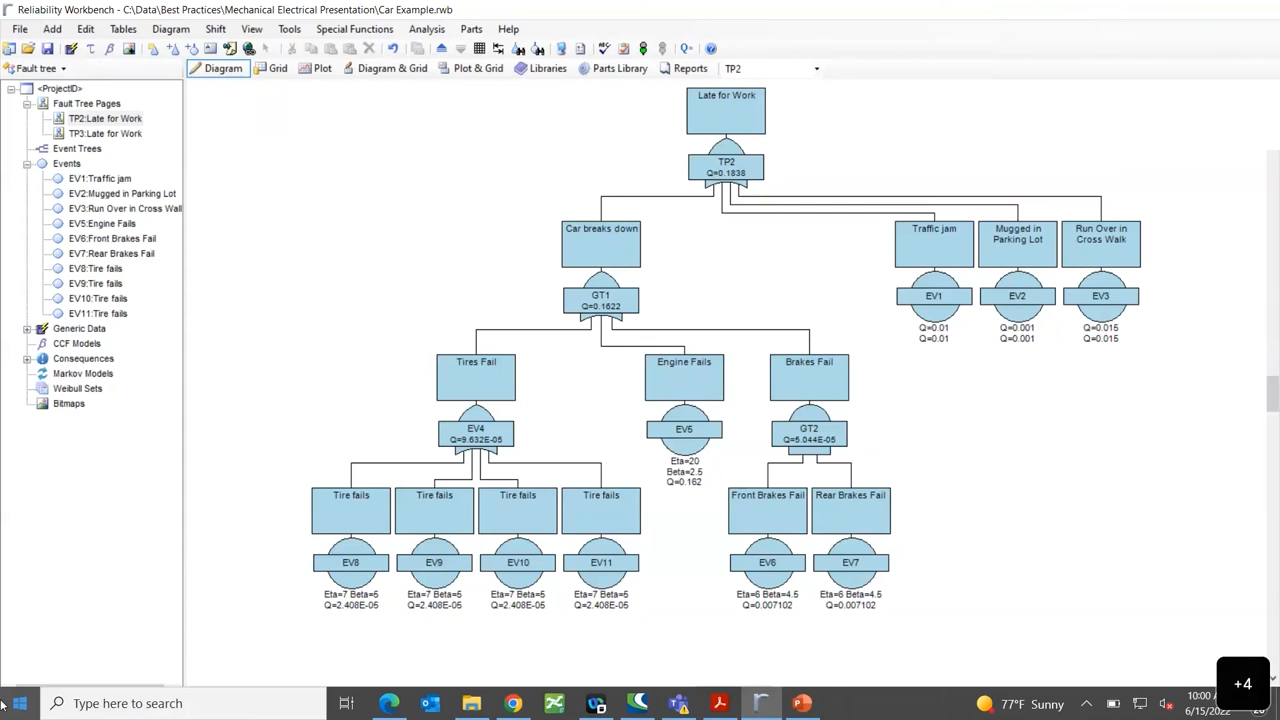 Reliability Workbench - C:\Data\Best Practices\Mechanical Electrical Presentation\Car Example.rwb
File Add Edit Tables Diagram Shift View Tools Special Functions Analysis Parts Help
Fault tree
Diagram Grid Plot Diagram & Grid Plot & Grid Libraries Parts Library Reports TP2
<ProjectID>
Fault Tree Pages
TP2:Late for Work
TP3:Late for Work
Event Trees
Events
EV1:Traffic jam
EV2:Mugged in Parking Lot
EV3:Run Over in Cross Wal
EV5:Engine Fails
EV6:Front Brakes Fail
EV7:Rear Brakes Fail
EV8:Tire fails
EV9:Tire fails
EV10:Tire fails
EV11:Tire fails
Generic Data
CCF Models
Consequences
Markov Models
Weibull Sets
Bitmaps
Late for Work
TP2
Q=0.1838
Car breaks down
GT1
Q=0.1622
Traffic jam
EV1
Q=0.01
Q=0.01
Mugged in
Parking Lot
EV2
Q=0.001
Q=0.001
Run Over in
Cross Walk
EV3
Q=0.015
Q=0.015
Tires Fail
EV4
Q=9.632E-05
Engine Fails
EV5
Eta=20
Beta=2.5
Q=0.162
Brakes Fail
GT2
Q=5.044E-05
Tire fails
EV8
Eta=7 Beta=5
Q=2.408E-05
Tire fails
EV9
Eta=7 Beta=5
Q=2.408E-05
Tire fails
EV10
Eta=7 Beta=5
Q=2.408E-05
Tire fails
EV11
Eta=7 Beta=5
Q=2.408E-05
Front Brakes Fail
EV6
Eta=6 Beta=4.5
Q=0.007102
Rear Brakes Fail
EV7
Eta=6 Beta=4.5
Q=0.007102
+4
Type here to search
77°F Sunny
10:00
6/15/2022